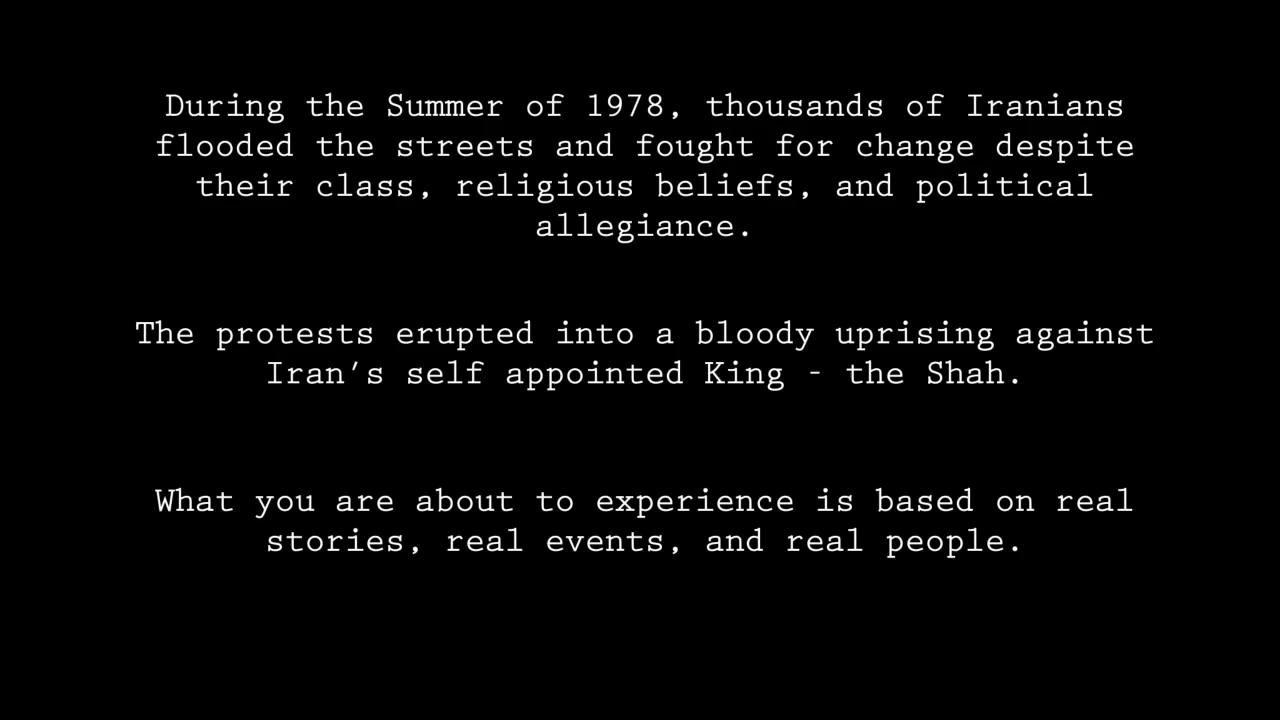 During the Summer of 1978, thousands of Iranians
flooded the streets and fought for change despite
their class, religious beliefs, and political
allegiance.
The protests erupted into a bloody uprising against
Iran's self appointed King - the Shah.
What you are about to experience is based on real
stories, real events, and real people.